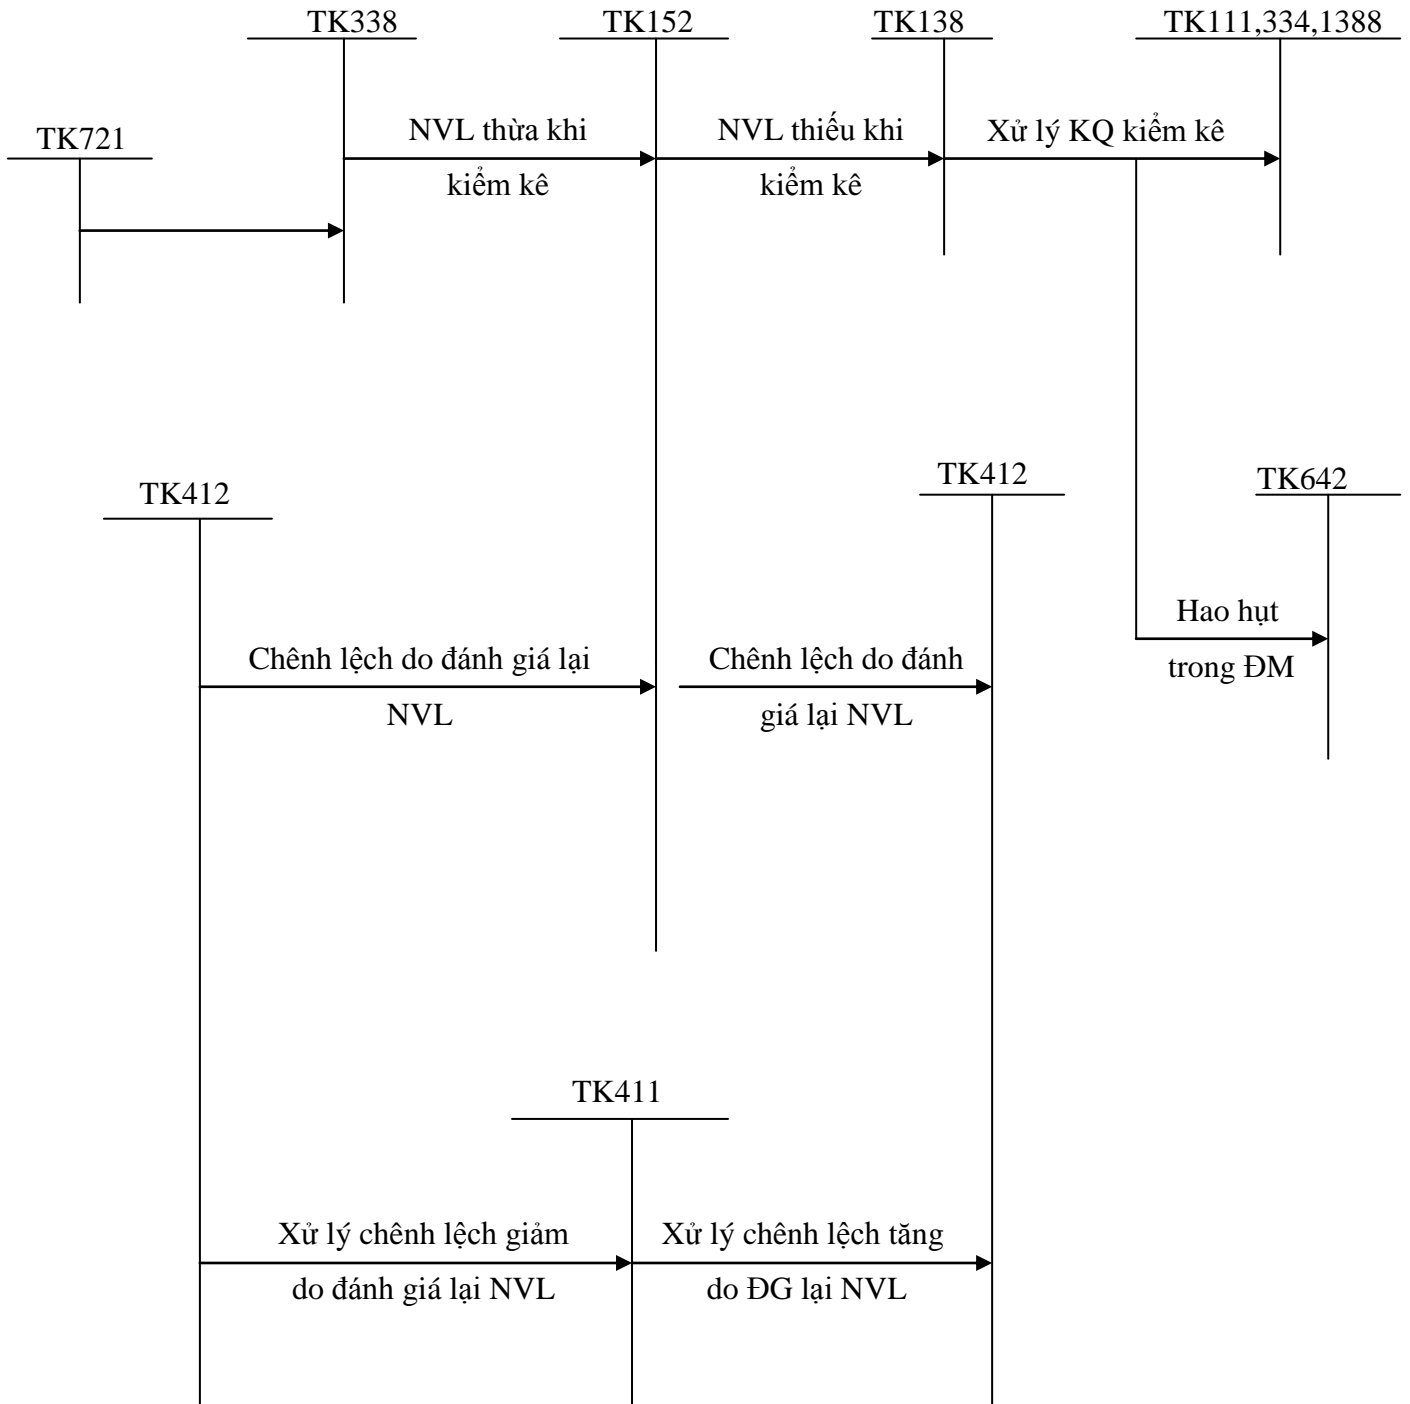 TK338
TK152
TK138
TK111,334,1388
TK721
NVL thừa khi
kiểm kê
NVL thiếu khi
kiểm kê
Xử lý KQ kiểm kê
TK412
TK412
TK642
Hao hụt
trong ĐM
Chênh lệch do đánh giá lại
NVL
Chênh lệch do đánh
giá lại NVL
TK411
Xử lý chênh lệch giảm
do đánh giá lại NVL
Xử lý chênh lệch tăng
do ĐG lại NVL